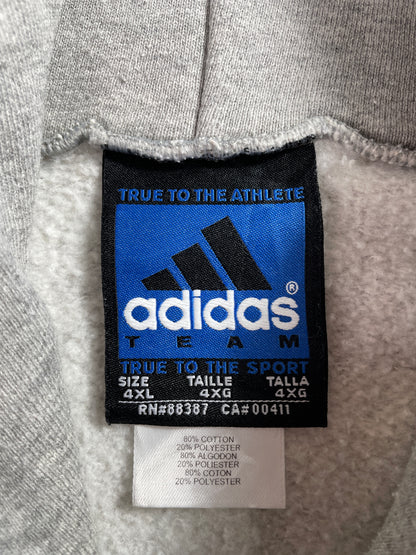 TRUE TO THE ATHLETE
adidas®
TEAM
TRUE TO THE SPORT
SIZE TAILLE TALLA
4XL 4XG 4XG
RN#88387 CA#00411
80% COTTON
20% POLYESTER
80% ALGODON
20% POLIESTER
80% COTON
20% POLYESTER